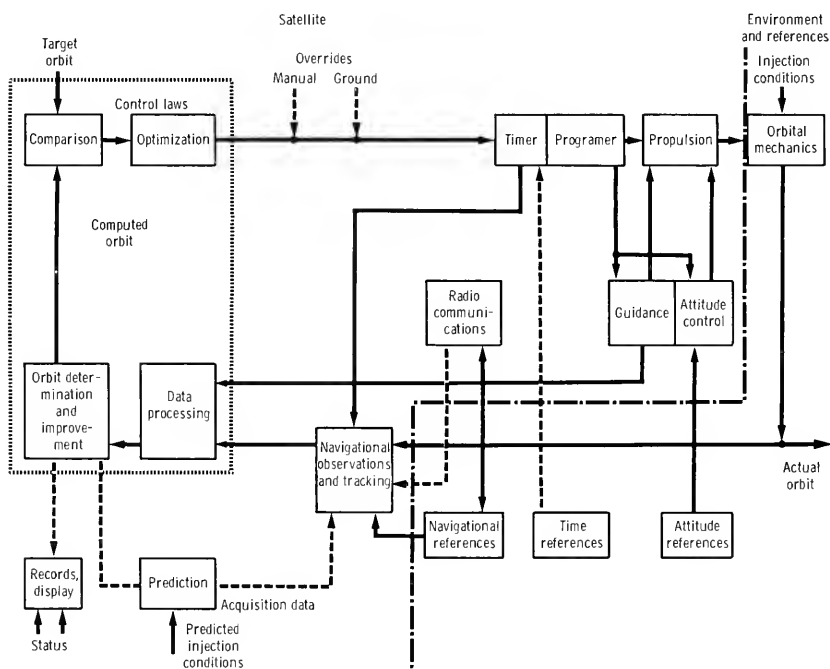 Satellite
Environment
and references
Target
orbit
Overrides
Manual
Ground
Injection
conditions
Control laws
Comparison
Optimization
Timer
Programer
Propulsion
Orbital
mechanics
Computed
orbit
Radio
communi-
cations
Guidance
Attitude
control
Orbit deter-
mination
and
improve-
ment
Data
processing
Navigational
observations
and tracking
Actual
orbit
Navigational
references
Time
references
Attitude
references
Records,
display
Prediction
Acquisition data
Status
Predicted
injection
conditions